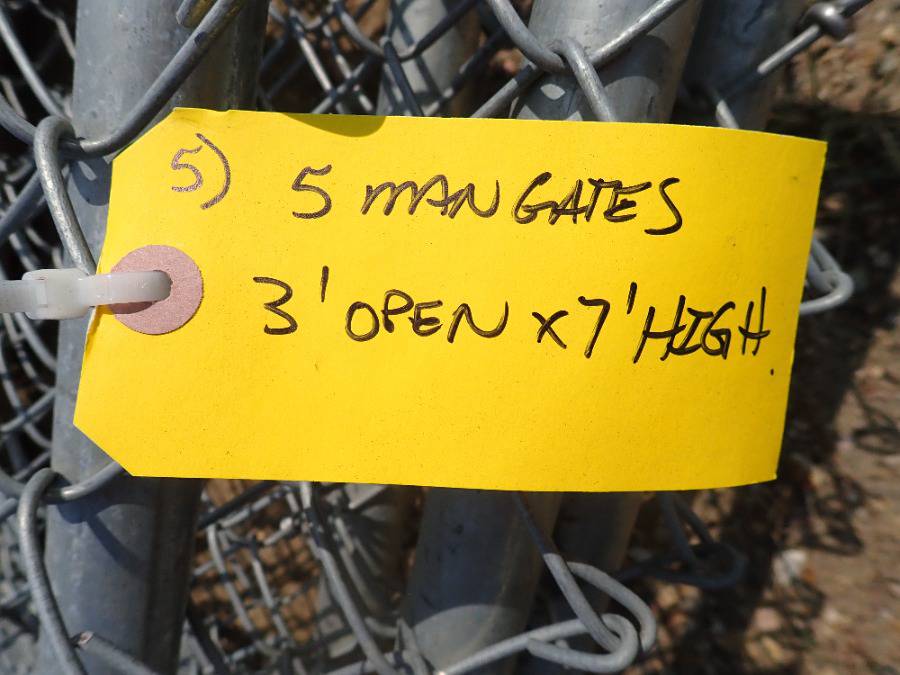 5) 5 MAN GATES
3' OPEN x 7' HIGH.